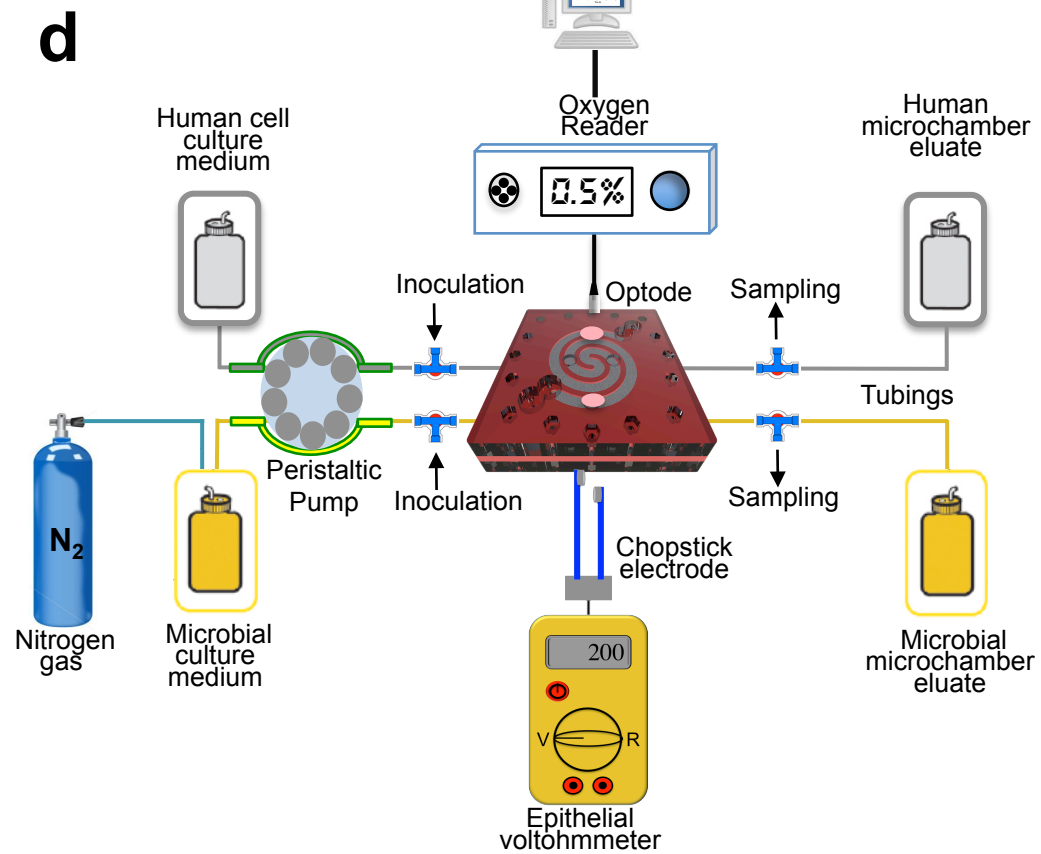 d
Oxygen
Reader
Human cell
culture
medium
Human
microchamber
eluate
0.5%
Inoculation
Optode
Sampling
Tubings
Peristaltic
Pump
Inoculation
Sampling
N2
Chopstick
electrode
Nitrogen
gas
Microbial
culture
medium
Microbial
microchamber
eluate
200
V
R
Epithelial
voltohmmeter